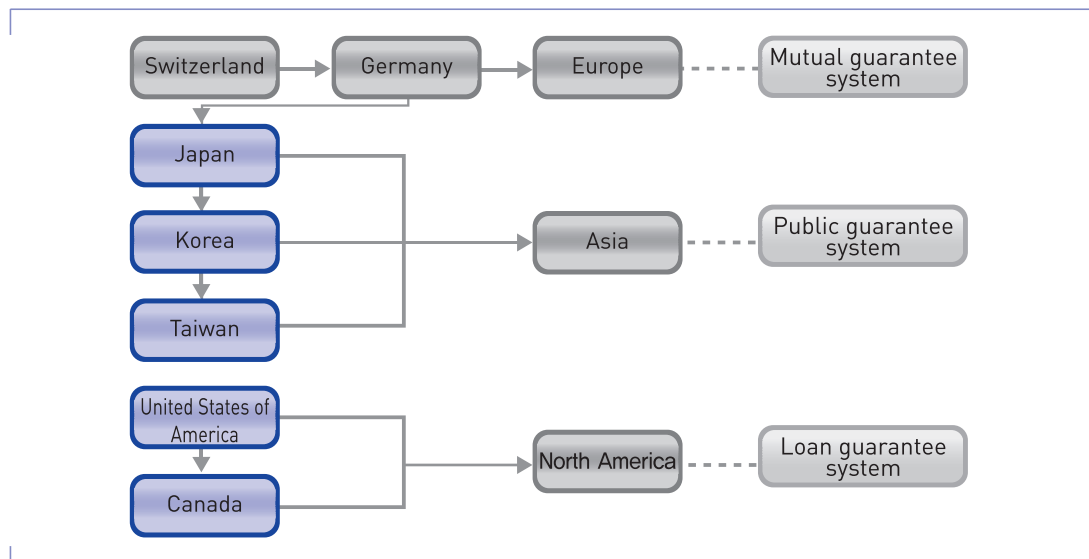 Switzerland
Germany
Europe
Mutual guarantee
system
Japan
Korea
Asia
Public guarantee
system
Taiwan
United States of
America
North America
Loan guarantee
system
Canada